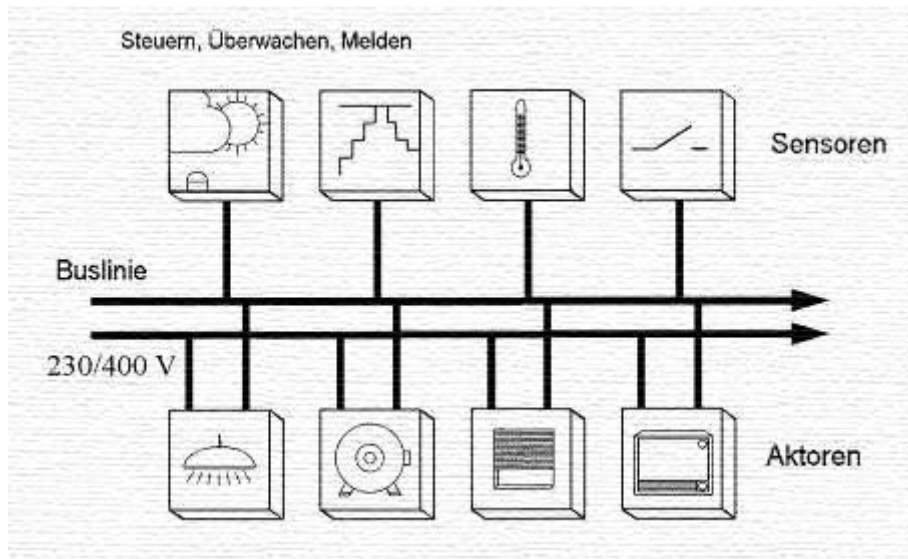 Steuern, Überwachen, Melden
Sensoren
Buslinie
230/400 V
Aktoren